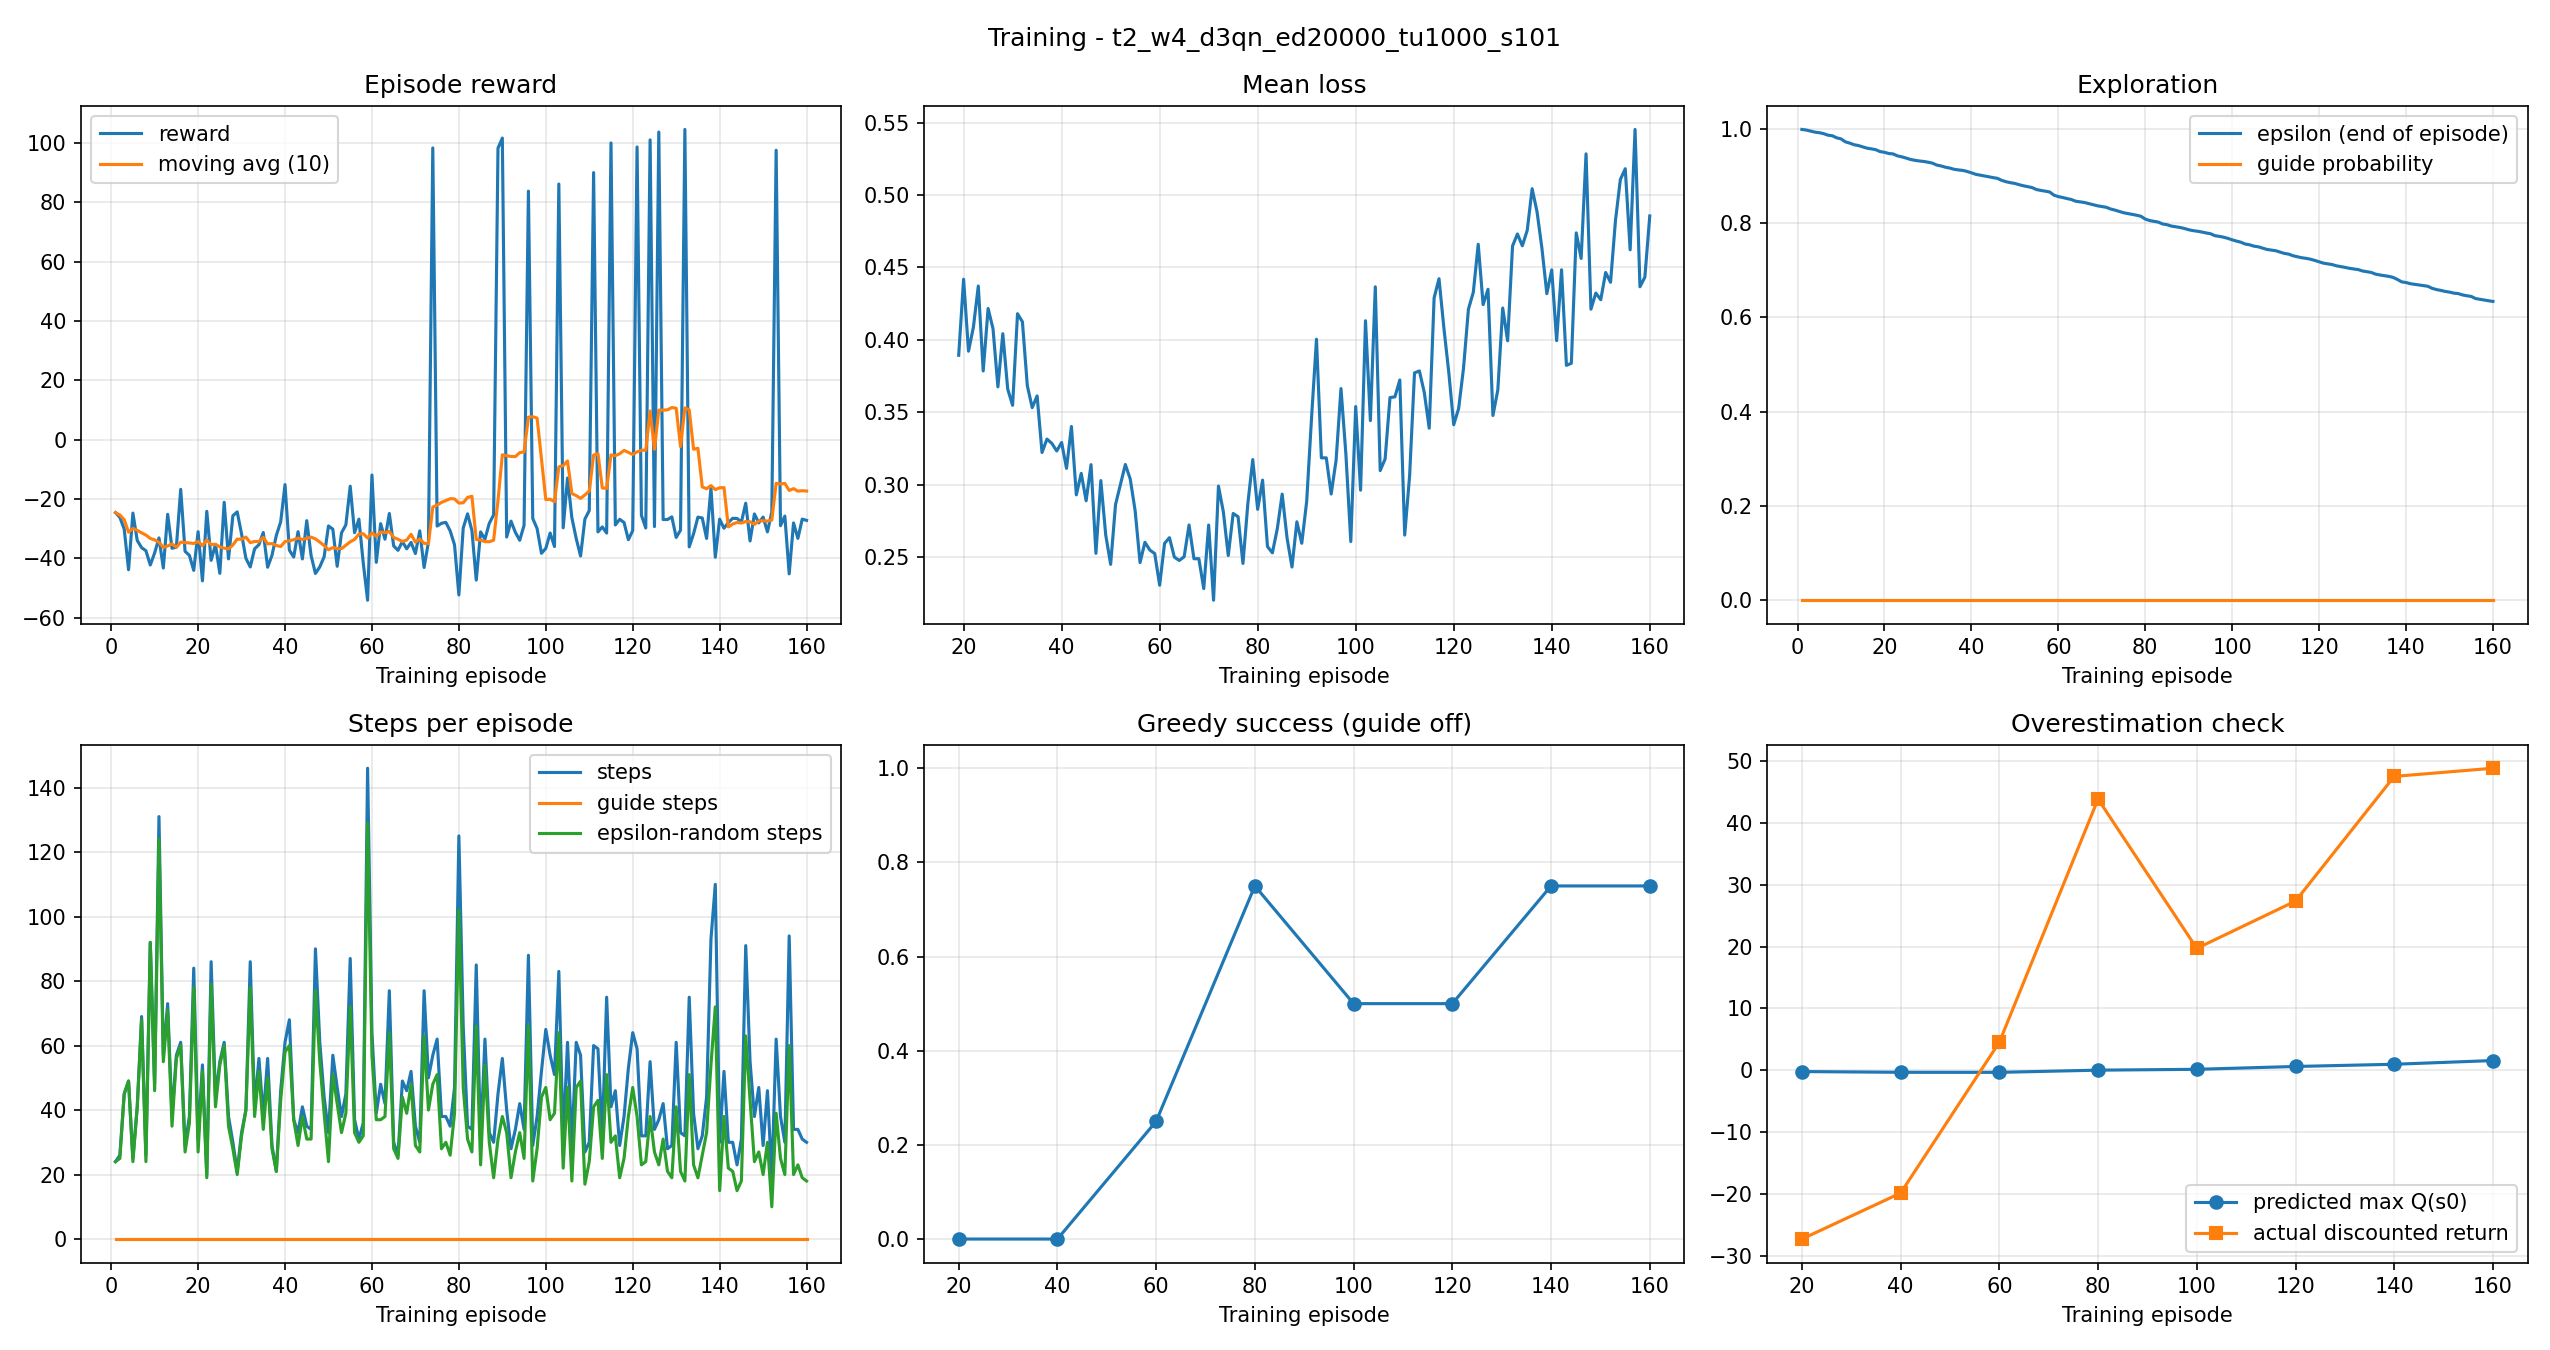 Training - t2_w4_d3qn_ed20000_tu1000_s101
Episode reward
reward
moving avg (10)
100
80
60
40
20
0
−20
−40
−60
0 20 40 60 80 100 120 140 160
Training episode
Mean loss
0.55
0.50
0.45
0.40
0.35
0.30
0.25
20 40 60 80 100 120 140 160
Training episode
Exploration
epsilon (end of episode)
guide probability
1.0
0.8
0.6
0.4
0.2
0.0
0 20 40 60 80 100 120 140 160
Training episode
Steps per episode
steps
guide steps
epsilon-random steps
140
120
100
80
60
40
20
0
0 20 40 60 80 100 120 140 160
Training episode
Greedy success (guide off)
1.0
0.8
0.6
0.4
0.2
0.0
20 40 60 80 100 120 140 160
Training episode
Overestimation check
50
40
30
20
10
0
−10
−20
−30
predicted max Q(s0)
actual discounted return
20 40 60 80 100 120 140 160
Training episode